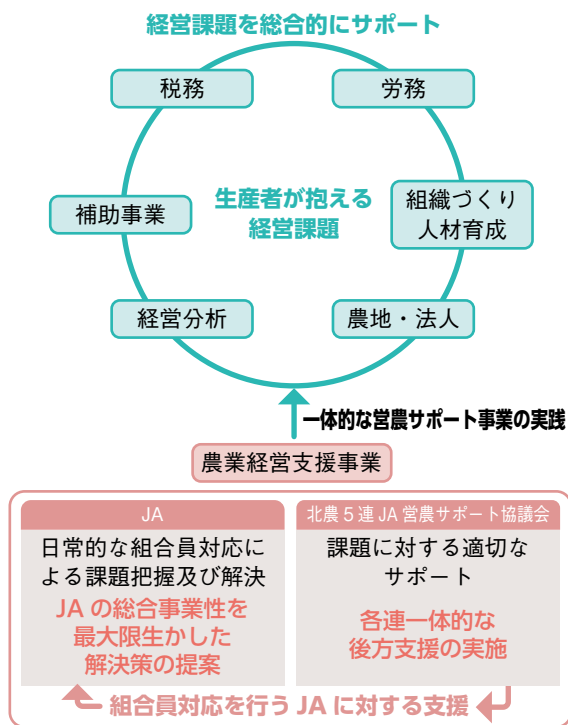 経営課題を総合的にサポート
税務
労務
生産者が抱える
経営課題
補助事業
組織づくり
人材育成
経営分析
農地・法人
一体的な営農サポート事業の実践
農業経営支援事業
JA
日常的な組合員対応に
よる課題把握及び解決
JAの総合事業性を
最大限生かした
解決策の提案
北農5連JA営農サポート協議会
課題に対する適切な
サポート
各連一体的な
後方支援の実施
組合員対応を行うJAに対する支援